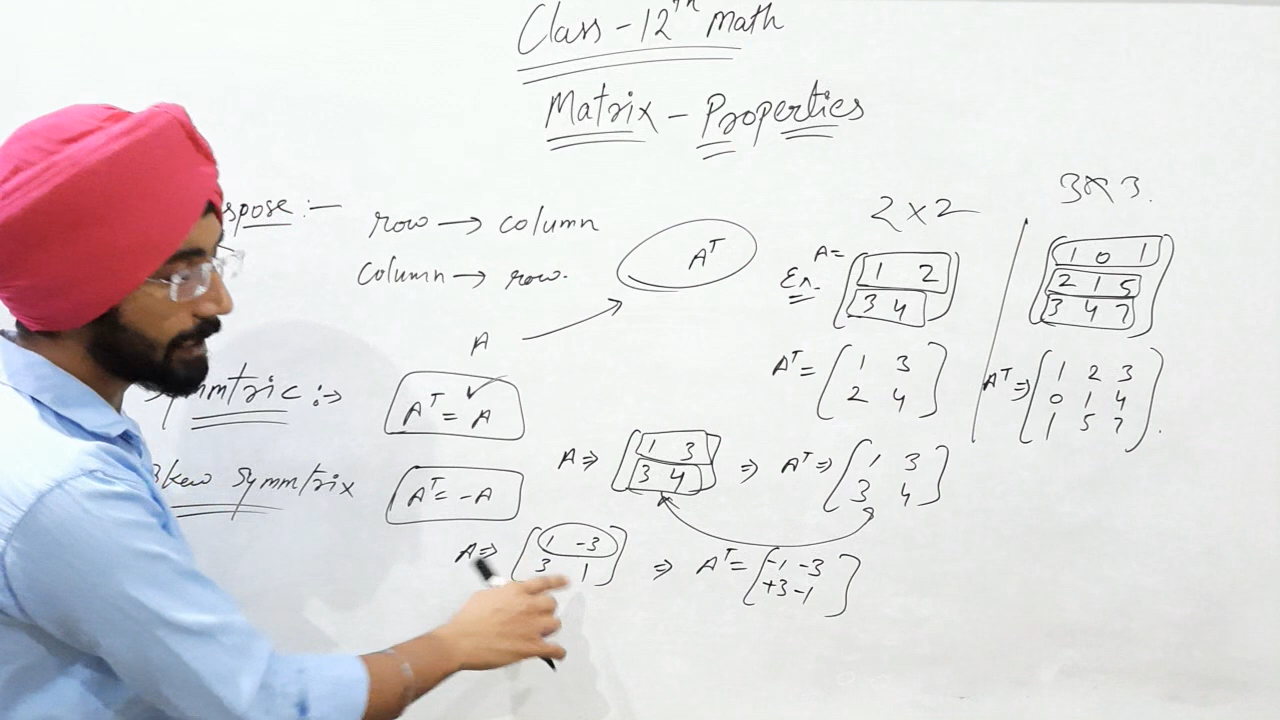 Class - 12th Math
Matrix - Properties
spose :-
row → column
column → row.
A
Aᵀ
2 × 2
Ex. A = [1 2
3 4]
Aᵀ = [1 3
2 4]
3 × 3.
[1 0 1
2 1 5
3 4 7]
Aᵀ ⇒ [1 2 3
0 1 4
1 5 7].
ymmtric :→
Aᵀ = A ✓
A ⇒ [1 3
3 4] ⇒ Aᵀ ⇒ [1 3
3 4]
Skew Symmtrix
Aᵀ = -A
A ⇒ [1 -3
3 1] ⇒ Aᵀ = [-1 -3
+3 -1]